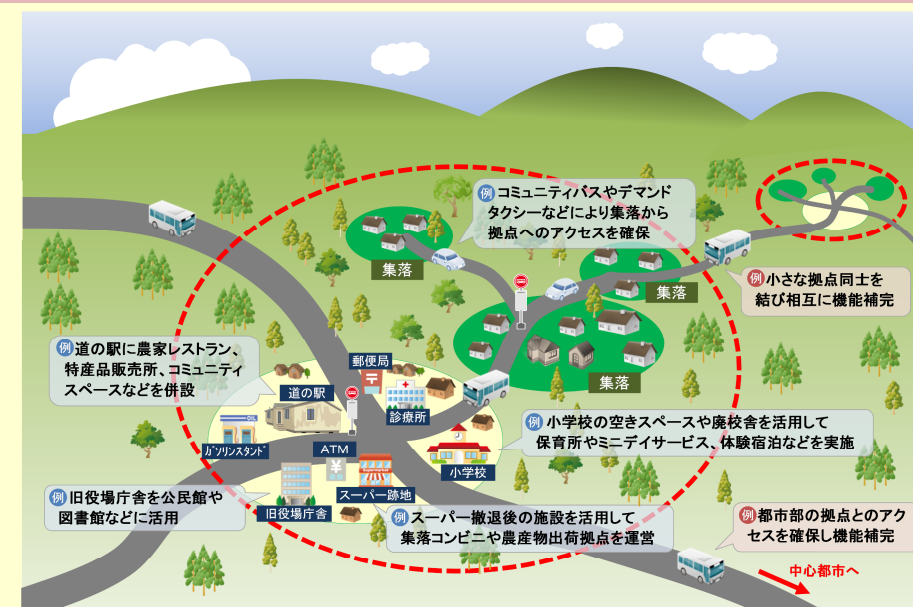 例 コミュニティバスやデマンド
タクシーなどにより集落から
拠点へのアクセスを確保
集落
集落
例 小さな拠点同士を
結び相互に機能補完
集落
例 道の駅に農家レストラン、
特産品販売所、コミュニティ
スペースなどを併設
郵便局
〒
道の駅
診療所
OIL
ガソリンスタンド
ATM
¥
Supermarket
小学校
例 小学校の空きスペースや廃校舎を活用して
保育所やミニデイサービス、体験宿泊などを実施
例 旧役場庁舎を公民館や
図書館などに活用
旧役場庁舎
スーパー跡地
例 スーパー撤退後の施設を活用して
集落コンビニや農産物出荷拠点を運営
例 都市部の拠点とのアク
セスを確保し機能補完
中心都市へ